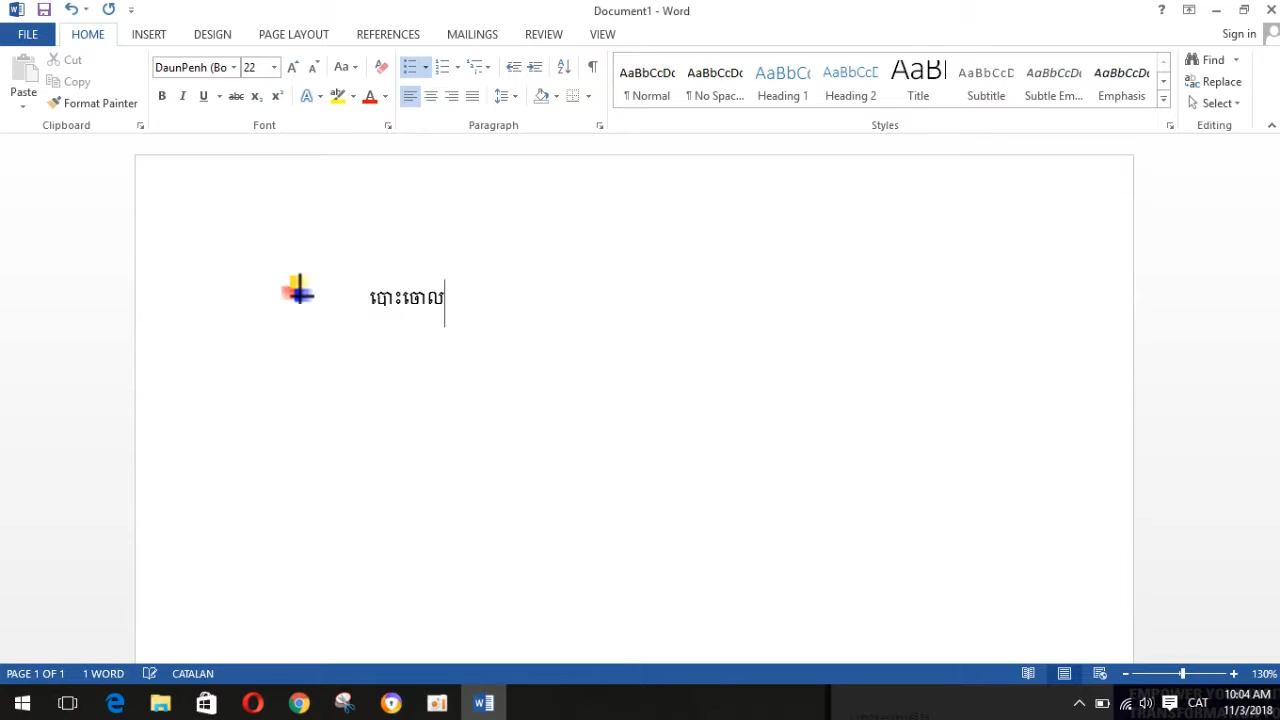 Document1 - Word
Sign in
FILE
HOME
INSERT
DESIGN
PAGE LAYOUT
REFERENCES
MAILINGS
REVIEW
VIEW
Paste
Cut
Copy
Format Painter
Clipboard
DaunPenh (Bo
22
Font
Paragraph
AaBbCcDc
AaBbCcDc
AaBbCc
AaBbCcD
AaB
AaBbCcD
AaBbCcDc
AaBbCcDc
¶ Normal
¶ No Spac...
Heading 1
Heading 2
Title
Subtitle
Subtle Em...
Emphasis
Styles
Find
Replace
Select
Editing
បោះចោល
PAGE 1 OF 1
1 WORD
CATALAN
130%
CAT
10:04 AM
11/3/2018